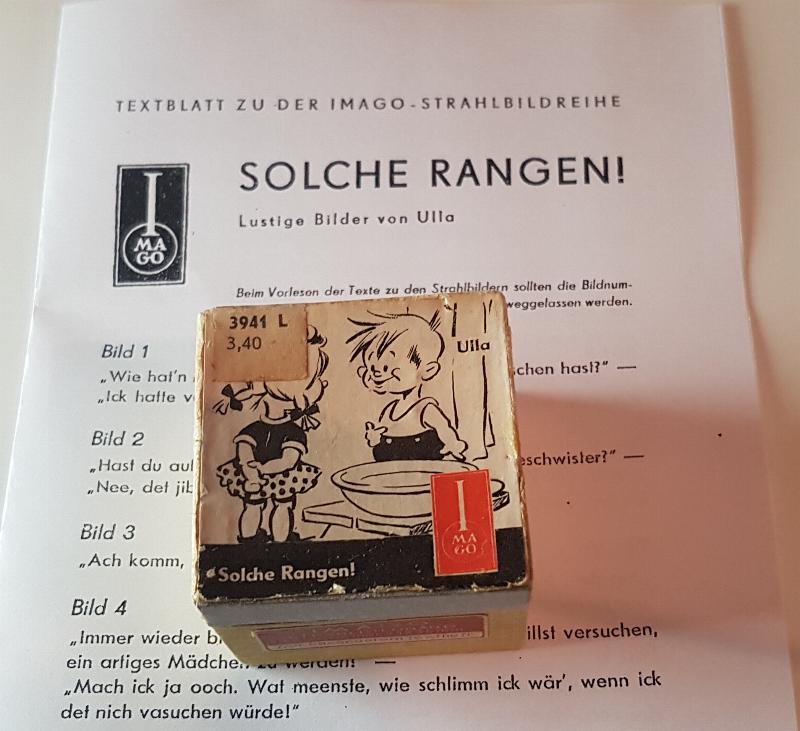 TEXTBLATT ZU DER IMAGO-STRAHLBILDREIHE
I
MA
GO
SOLCHE RANGEN!
Lustige Bilder von Ulla
Beim Vorlesen der Texte zu den Strahlbildern sollten die Bildnum-
weggelassen werden.
Bild 1
„Wie hat'n
chen hast?" —
„Ick hatte
Bild 2
„Hast du
eschwister?" —
„Nee, det jib
Bild 3
„Ach komm,
Bild 4
„Immer wieder
illst versuchen,
ein artiges Mädchen zu werden!" —
„Mach ick ja ooch. Wat meenste, wie schlimm ick wär', wenn ick
det nich vasuchen würde!"
3941 L
3,40
Ulla
I
MA
GO
Solche Rangen!